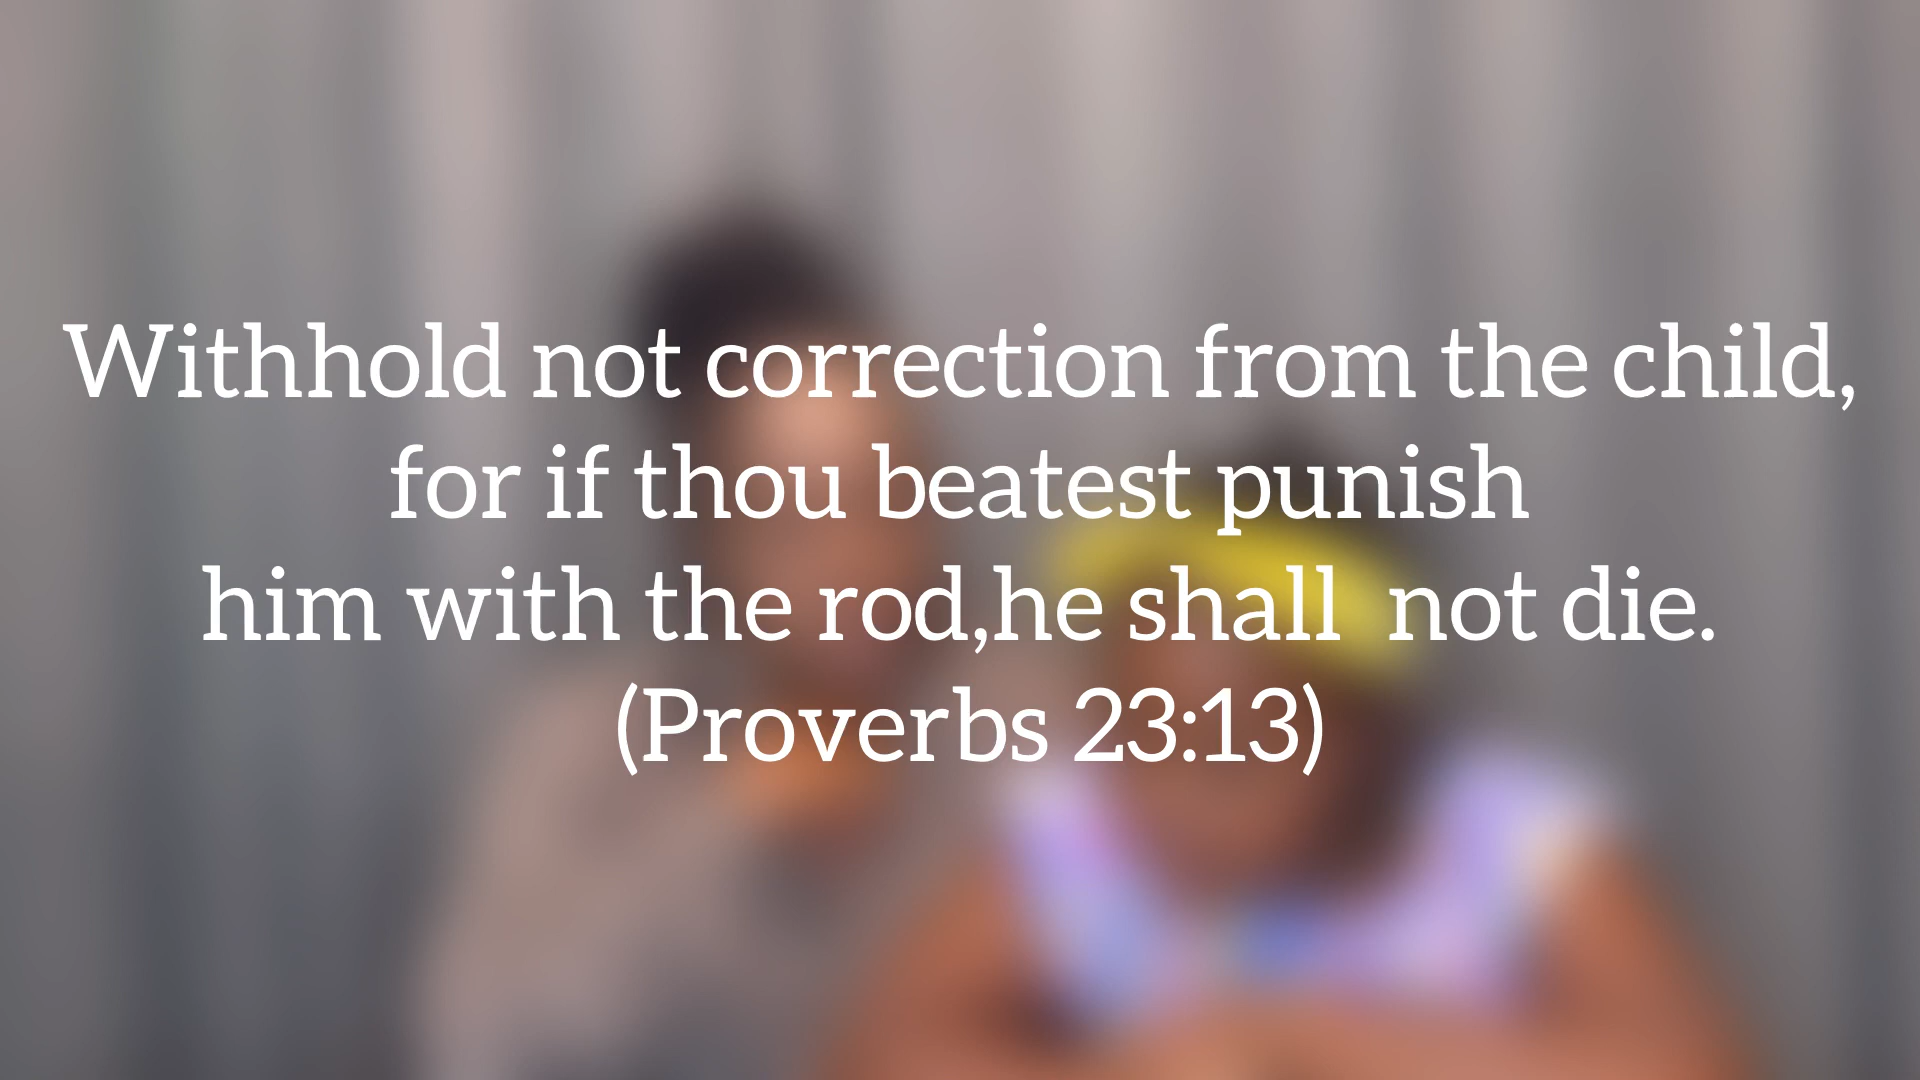 Withhold not correction from the child,
for if thou beatest punish
him with the rod,he shall  not die.
(Proverbs 23:13)